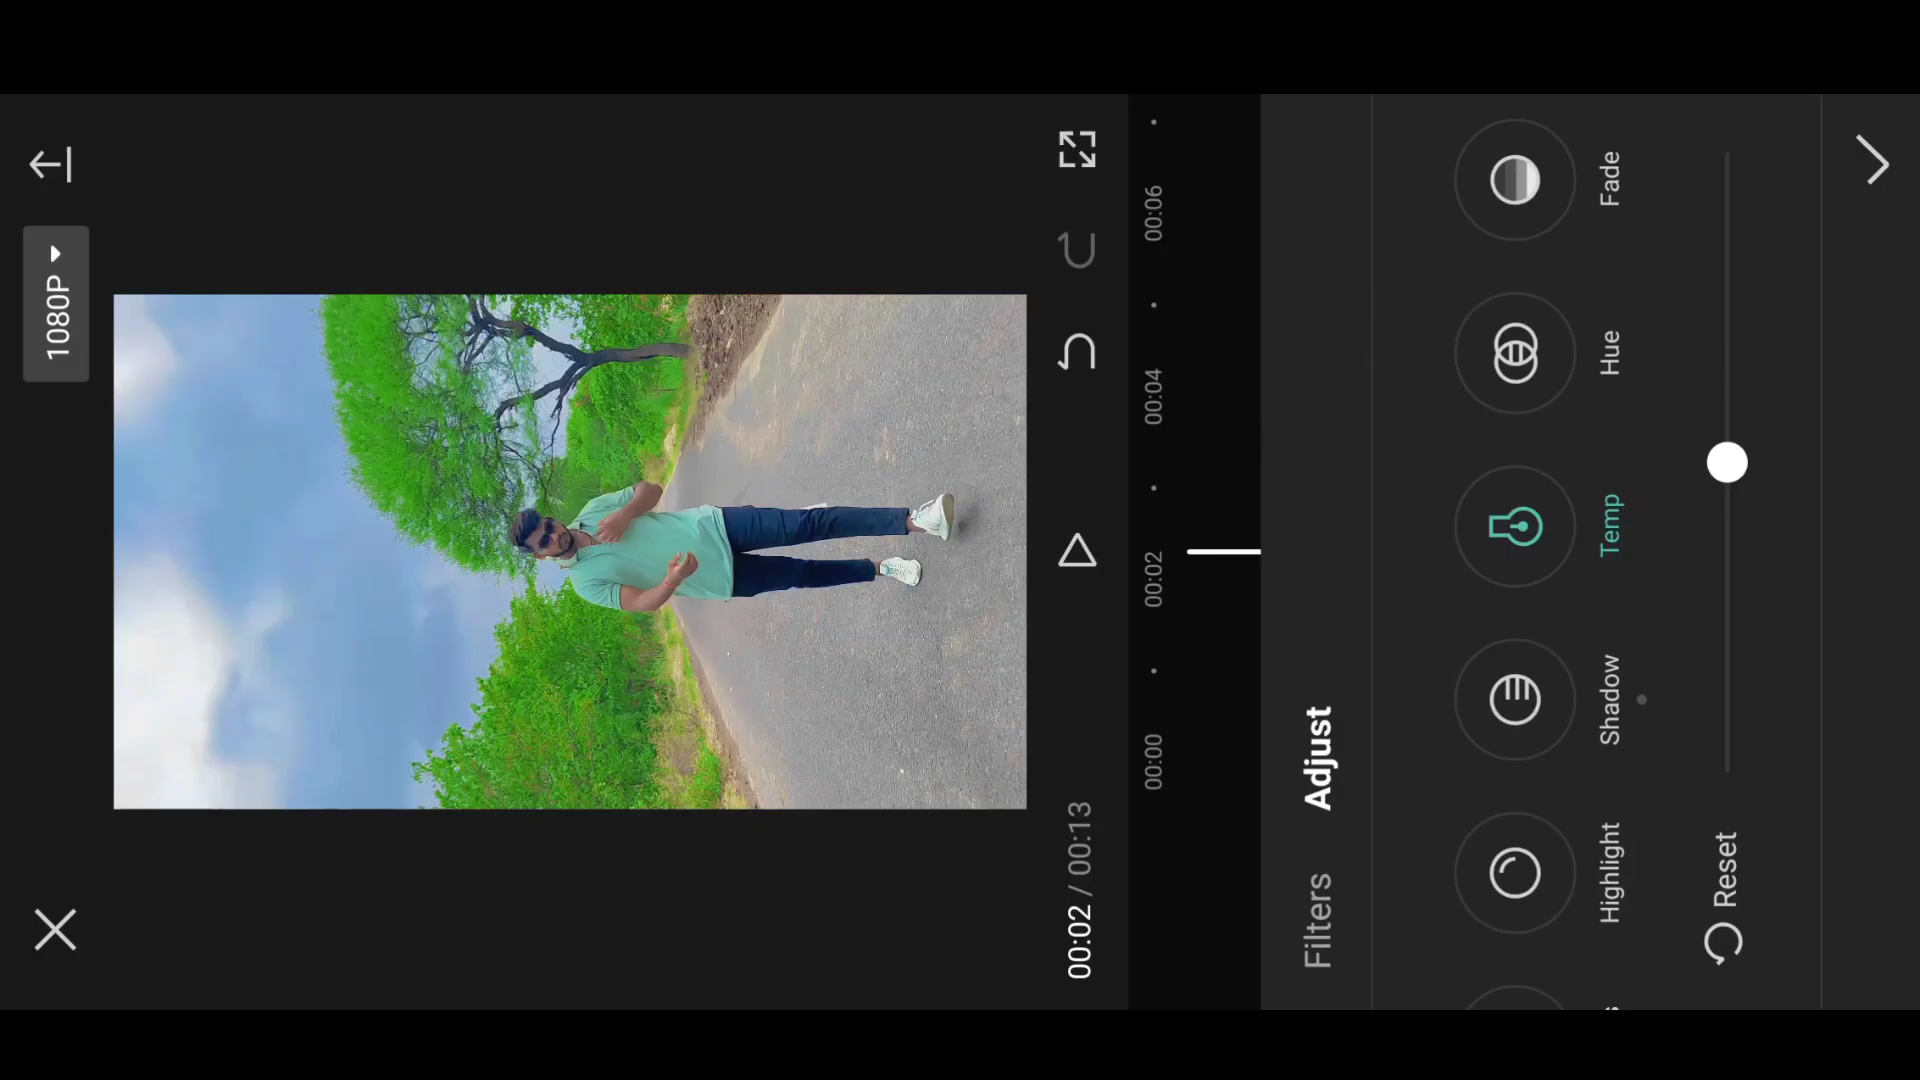 1080P
00:02 / 00:13
00:00
00:02
00:04
00:06
Filters
Adjust
Highlight
Shadow
Temp
Hue
Fade
Reset